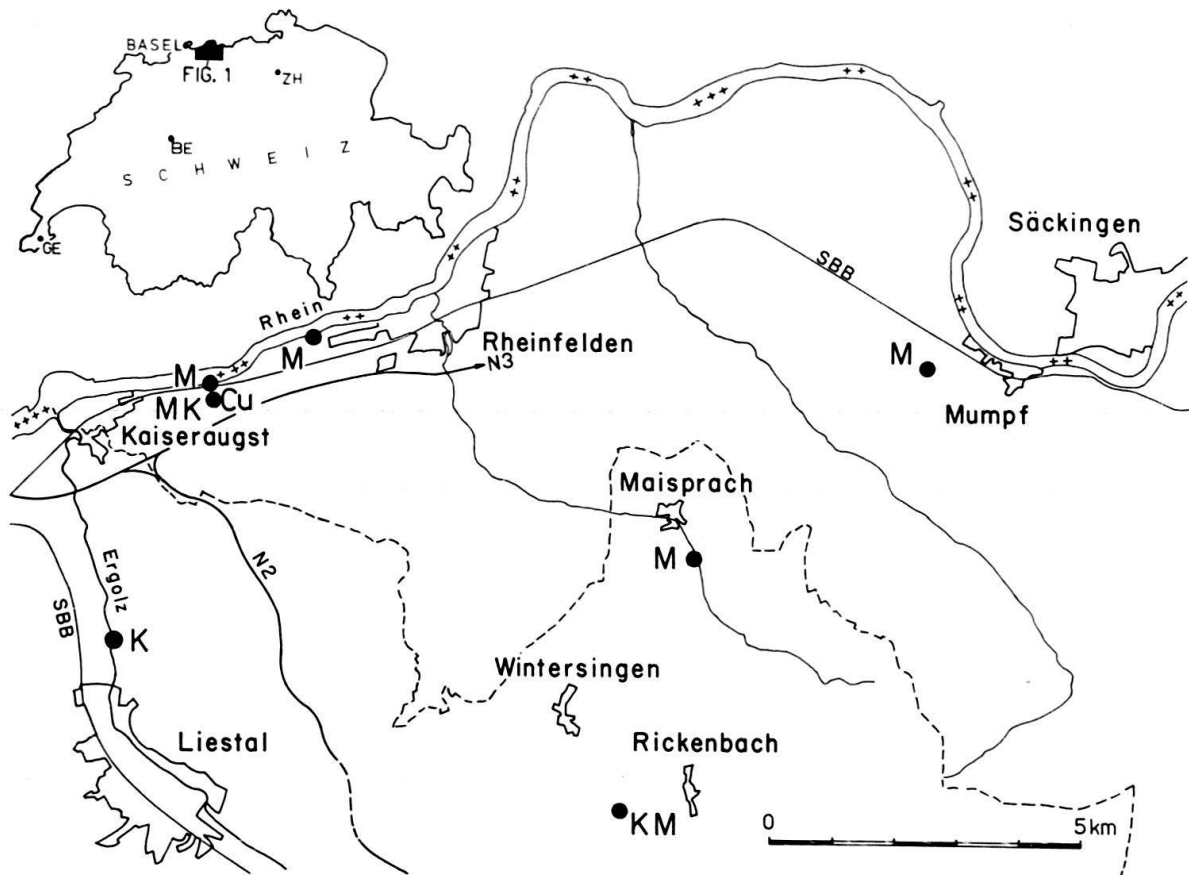 BASEL
FIG. 1
ZH
BE
SCHWEIZ
GE
Säckingen
SBB
Rhein
Rheinfelden
N3
M
M
M
MK
Cu
Kaiseraugst
Mumpf
Maisprach
M
Ergolz
N2
SBB
K
Wintersingen
Liestal
Rickenbach
KM
0
5km